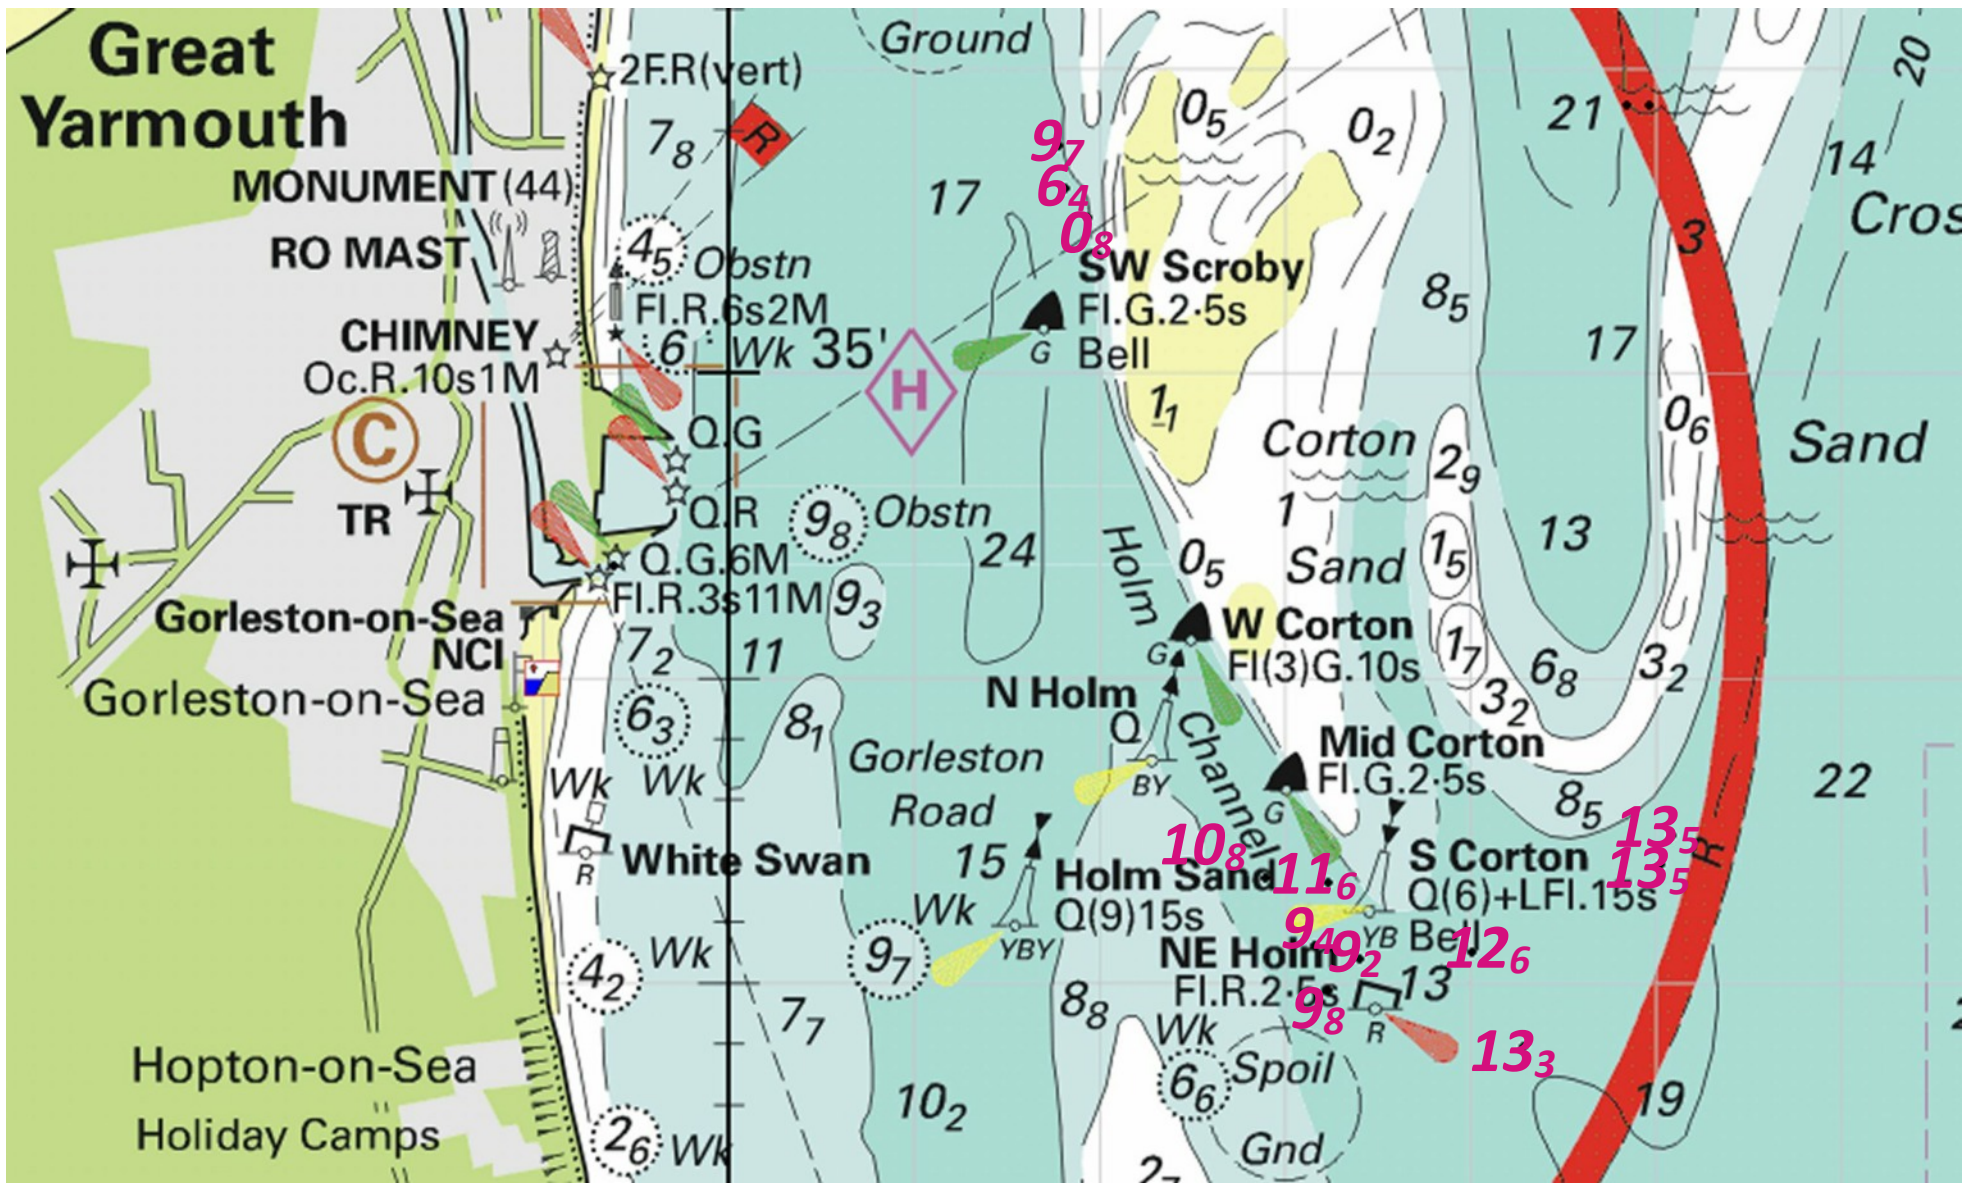 Great
Yarmouth
Ground
2F.R(vert)
7₈
R
0₅
0₂
21
20
14
Cros
MONUMENT (44)
17
9₇
6₄
0₈
RO MAST
4₅
Obstn
SW Scroby
Fl.R.6s2M
Fl.G.2·5s
Bell
G
3
8₅
17
CHIMNEY
Oc.R.10s1M
6
Wk
35'
H
1₁
0₆
C
Q.G
Corton
2₉
Sand
TR
Q.R
9₈
Obstn
24
Holm
1
Sand
1₅
13
0₅
Q.G.6M
Fl.R.3s11M
9₃
Gorleston-on-Sea
NCI
Gorleston-on-Sea
7₂
11
W Corton
Fl(3)G.10s
G
1₇
3₂
6₈
3₂
N Holm
Q
BY
Channel
6₃
8₁
Gorleston
Road
Mid Corton
Fl.G.2·5s
G
22
8₅
13₅
13₅
R
Wk
Wk
R
White Swan
15
10₈
11₆
Holm Sand
Q(9)15s
YBY
S Corton
Q(6)+LFl.15s
Bell
YB
Wk
9₇
Wk
4₂
9₄
9₂
12₆
NE Holm
Fl.R.2·5s
9₈
13
R
7₇
8₈
Wk
13₃
2
Hopton-on-Sea
Holiday Camps
10₂
6₆
Spoil
Gnd
19
2₆
Wk
2₇